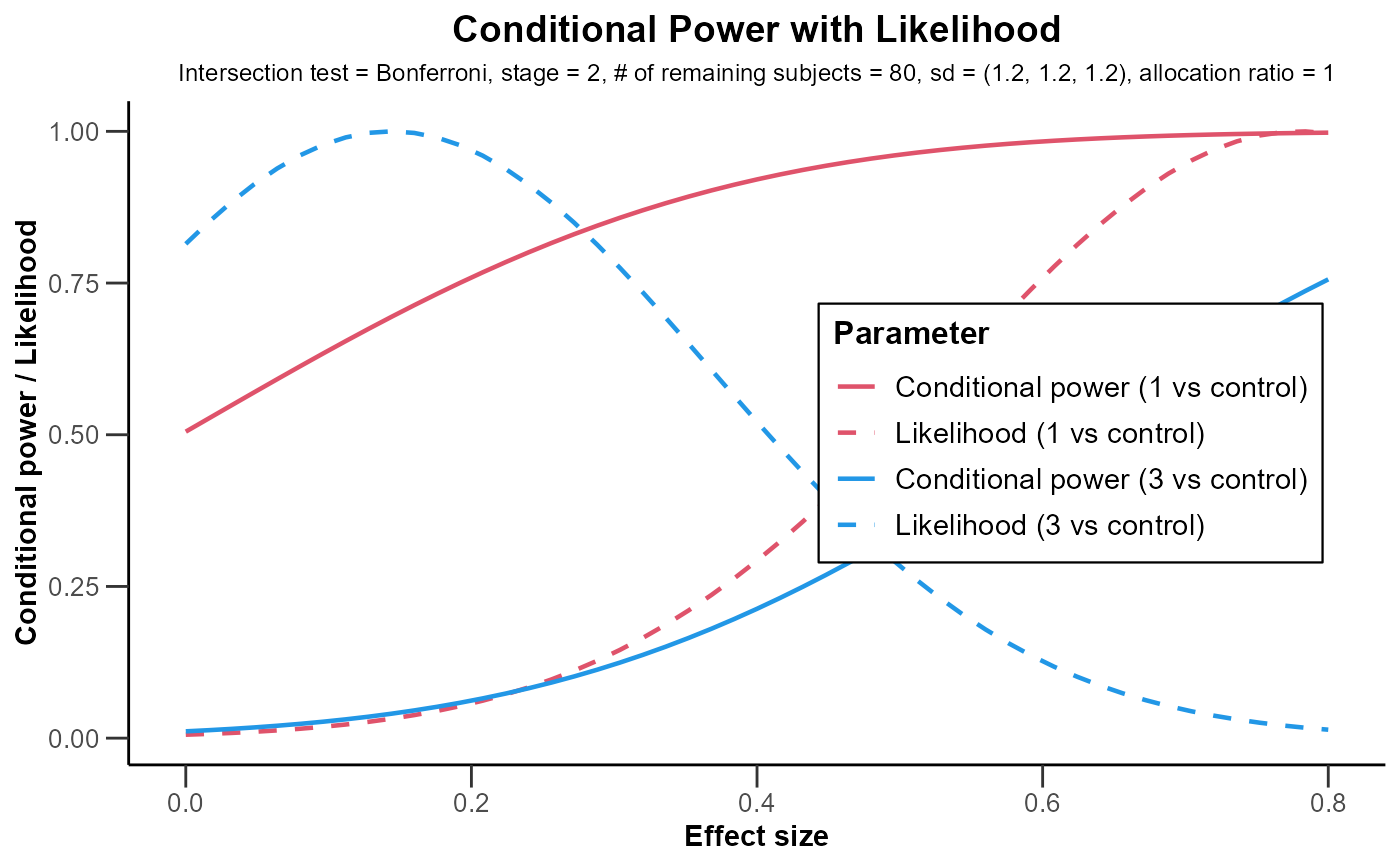 Conditional Power with Likelihood
Intersection test = Bonferroni, stage = 2, # of remaining subjects = 80, sd = (1.2, 1.2, 1.2), allocation ratio = 1
Conditional power / Likelihood
1.00
0.75
0.50
0.25
0.00
Parameter
Conditional power (1 vs control)
Likelihood (1 vs control)
Conditional power (3 vs control)
Likelihood (3 vs control)
0.0
0.2
0.4
0.6
0.8
Effect size